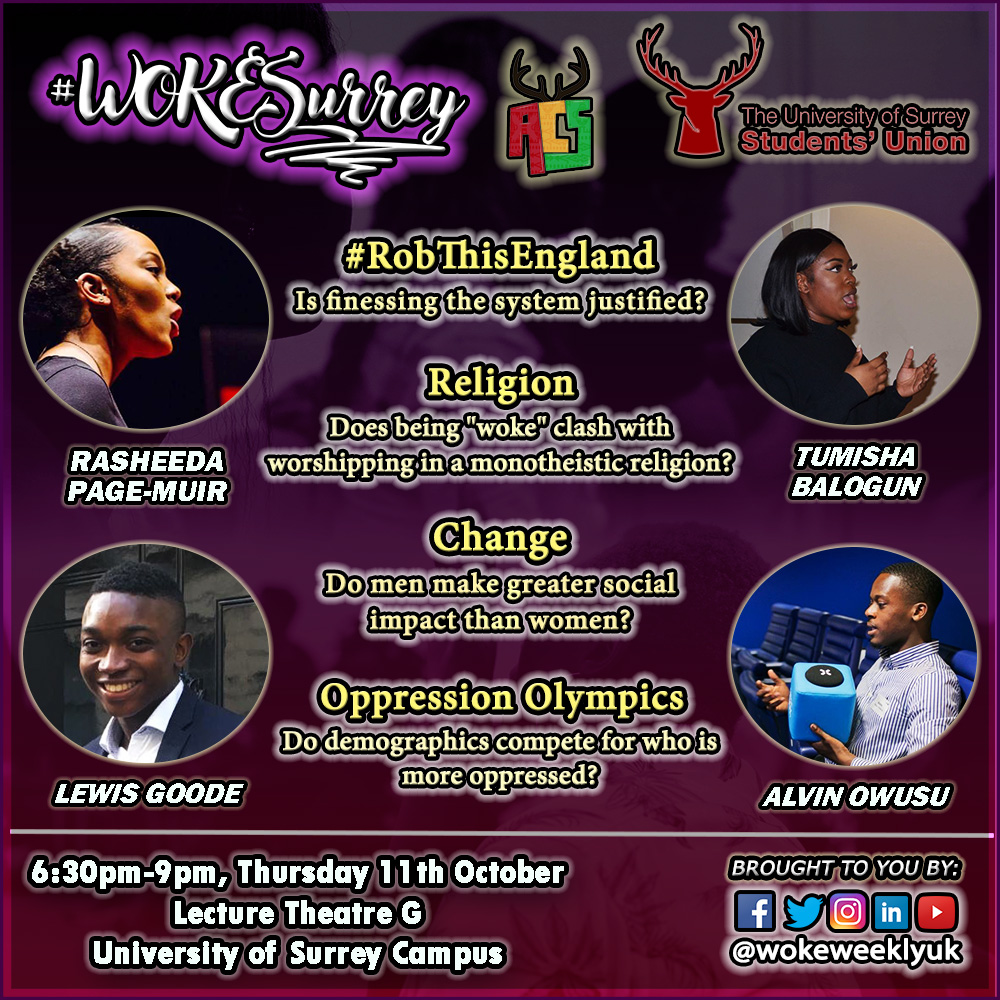 #WOKESurrey
ACS
The University of Surrey
Students' Union
#RobThisEngland
Is finessing the system justified?
Religion
Does being "woke" clash with
worshipping in a monotheistic religion?
RASHEEDA
PAGE-MUIR
TUMISHA
BALOGUN
Change
Do men make greater social
impact than women?
Oppression Olympics
Do demographics compete for who is
more oppressed?
LEWIS GOODE
ALVIN OWUSU
6:30pm-9pm, Thursday 11th October
Lecture Theatre G
University of Surrey Campus
BROUGHT TO YOU BY:
@wokeweeklyuk